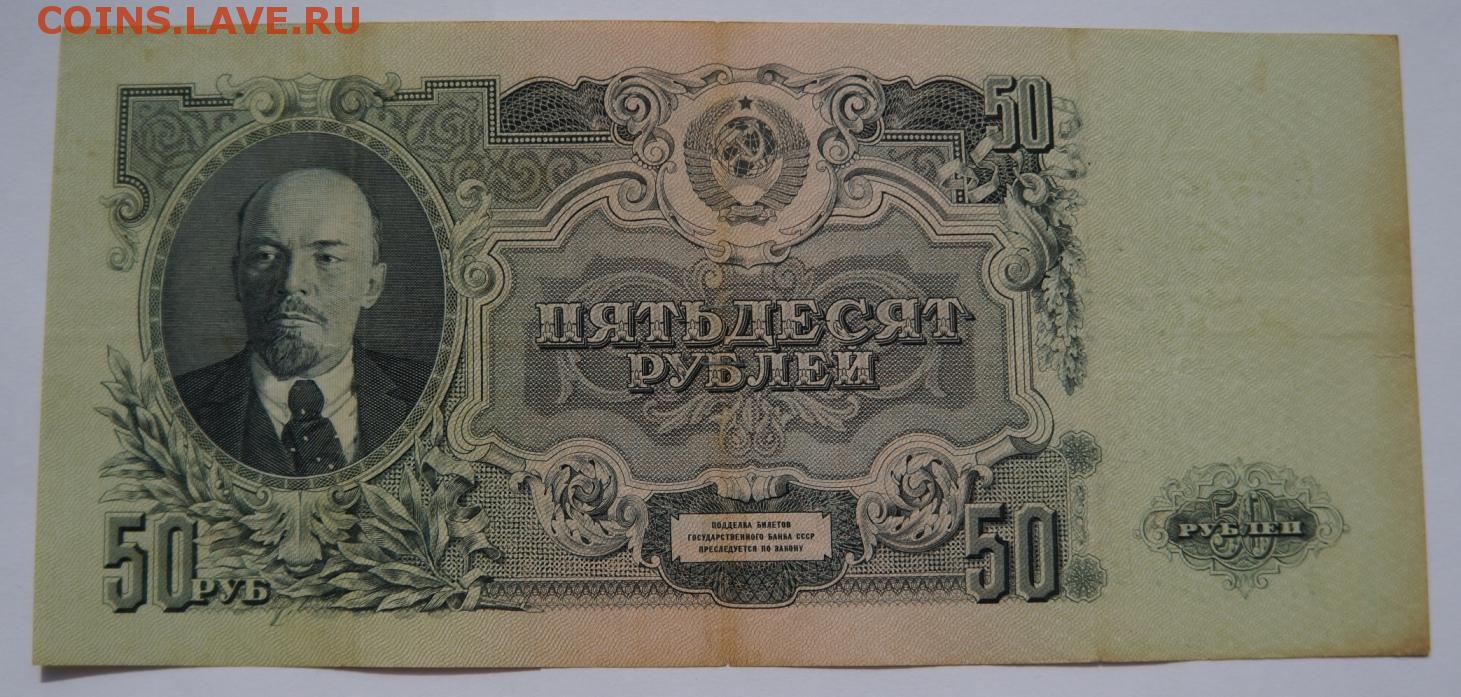 COINS.LAVE.RU
50
ПЯТЬДЕСЯТ
РУБЛЕЙ
ПОДДЕЛКА БИЛЕТОВ
ГОСУДАРСТВЕННОГО БАНКА СССР
ПРЕСЛЕДУЕТСЯ ПО ЗАКОНУ
50 РУБ
50
50
РУБЛЕЙ